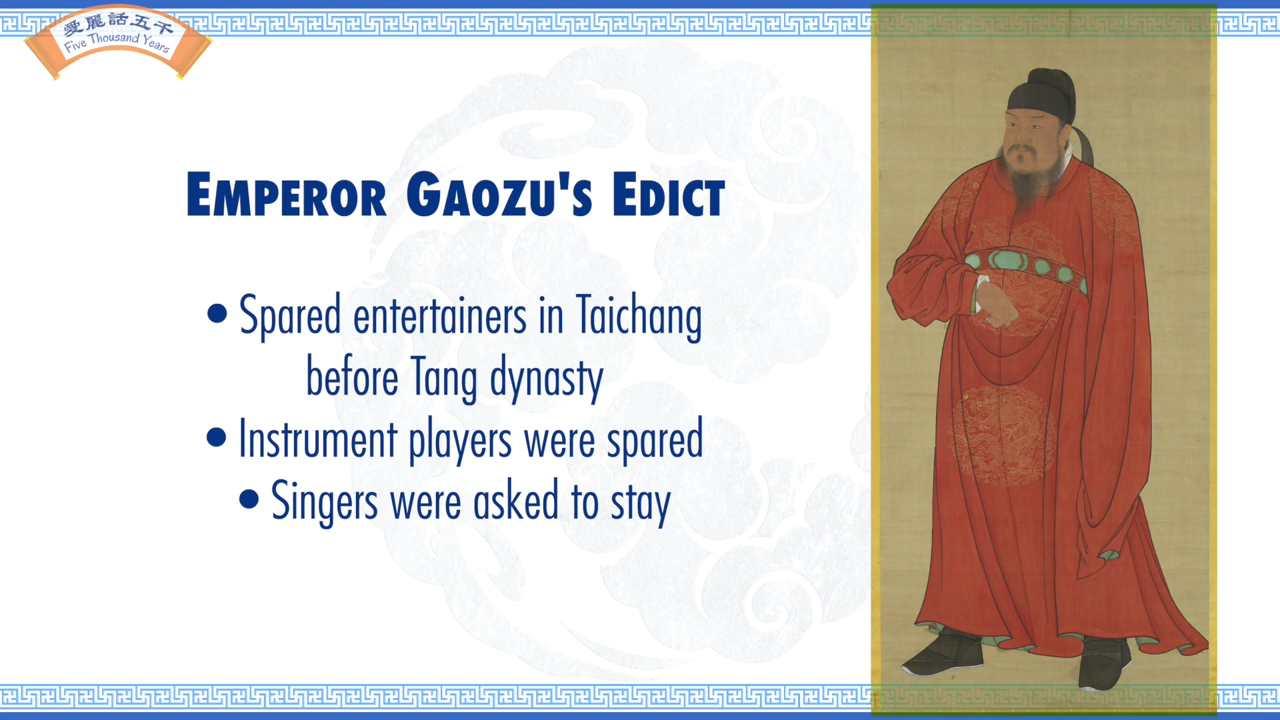 愛麗話五千
Five Thousand Years
EMPEROR GAOZU'S EDICT
• Spared entertainers in Taichang
before Tang dynasty
• Instrument players were spared
• Singers were asked to stay